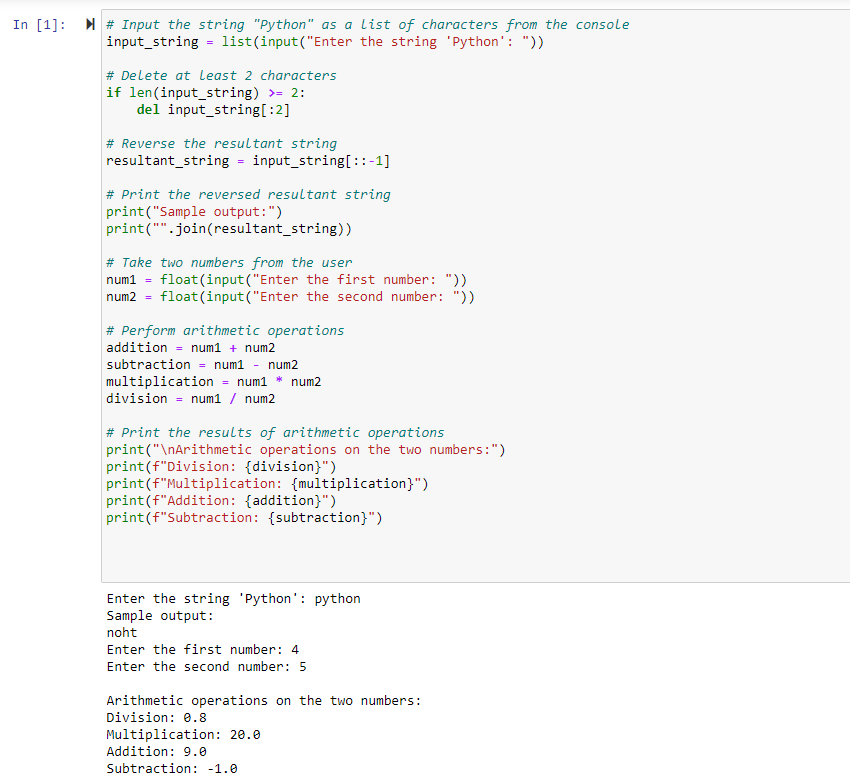 In [1]:
# Input the string "Python" as a list of characters from the console
input_string = list(input("Enter the string 'Python': "))

# Delete at least 2 characters
if len(input_string) >= 2:
    del input_string[:2]

# Reverse the resultant string
resultant_string = input_string[::-1]

# Print the reversed resultant string
print("Sample output:")
print("".join(resultant_string))

# Take two numbers from the user
num1 = float(input("Enter the first number: "))
num2 = float(input("Enter the second number: "))

# Perform arithmetic operations
addition = num1 + num2
subtraction = num1 - num2
multiplication = num1 * num2
division = num1 / num2

# Print the results of arithmetic operations
print("\nArithmetic operations on the two numbers:")
print(f"Division: {division}")
print(f"Multiplication: {multiplication}")
print(f"Addition: {addition}")
print(f"Subtraction: {subtraction}")

Enter the string 'Python': python
Sample output:
noht
Enter the first number: 4
Enter the second number: 5

Arithmetic operations on the two numbers:
Division: 0.8
Multiplication: 20.0
Addition: 9.0
Subtraction: -1.0